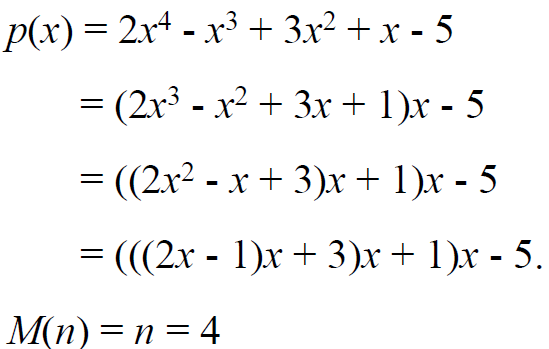 p(x) = 2x⁴ - x³ + 3x² + x - 5
= (2x³ - x² + 3x + 1)x - 5
= ((2x² - x + 3)x + 1)x - 5
= (((2x - 1)x + 3)x + 1)x - 5.
M(n) = n = 4